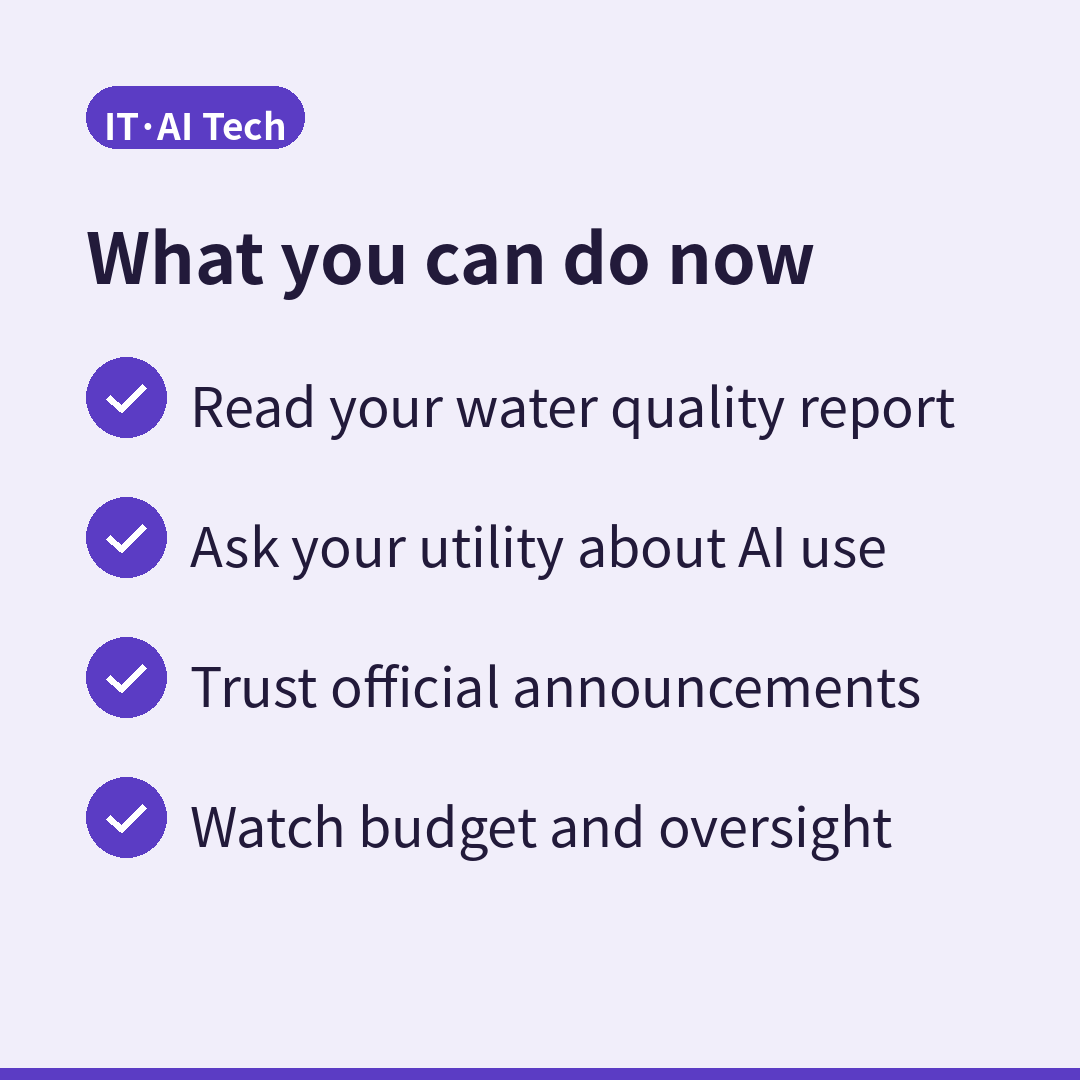 IT·AI Tech
What you can do now
Read your water quality report
Ask your utility about AI use
Trust official announcements
Watch budget and oversight